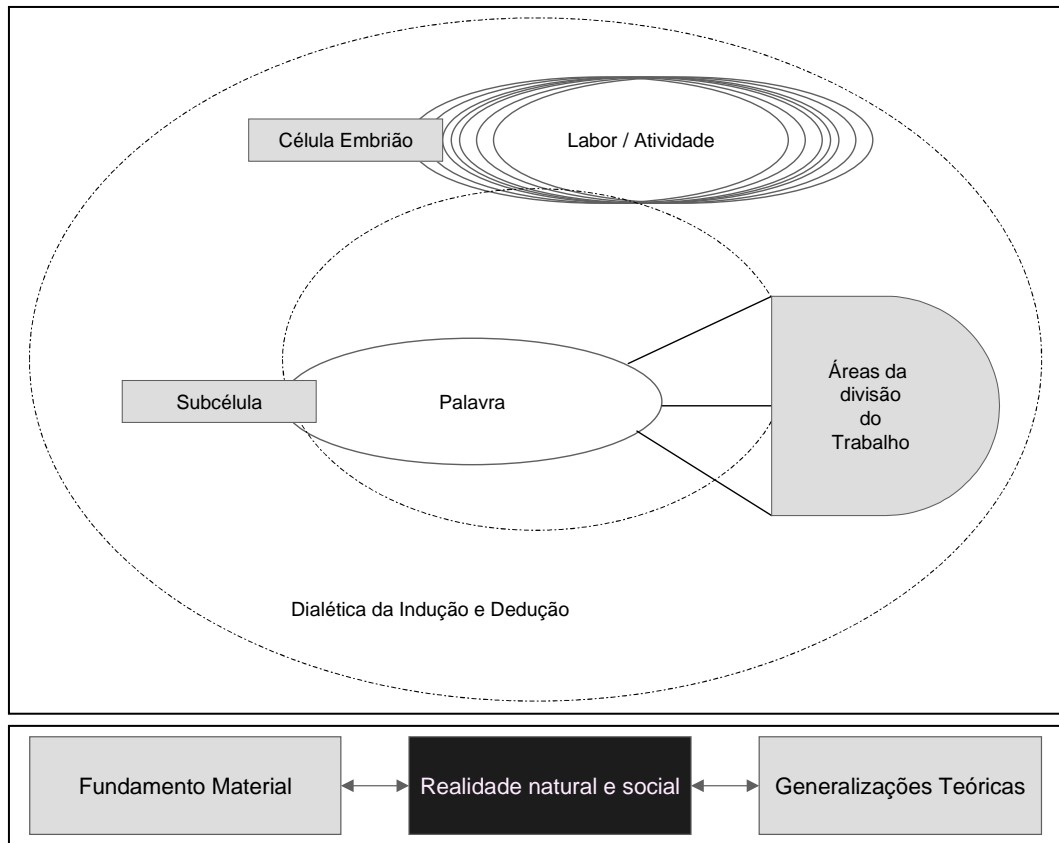 Célula Embrião
Labor / Atividade
Subcélula
Palavra
Áreas da
divisão
do
Trabalho
Dialética da Indução e Dedução
Fundamento Material
Realidade natural e social
Generalizações Teóricas